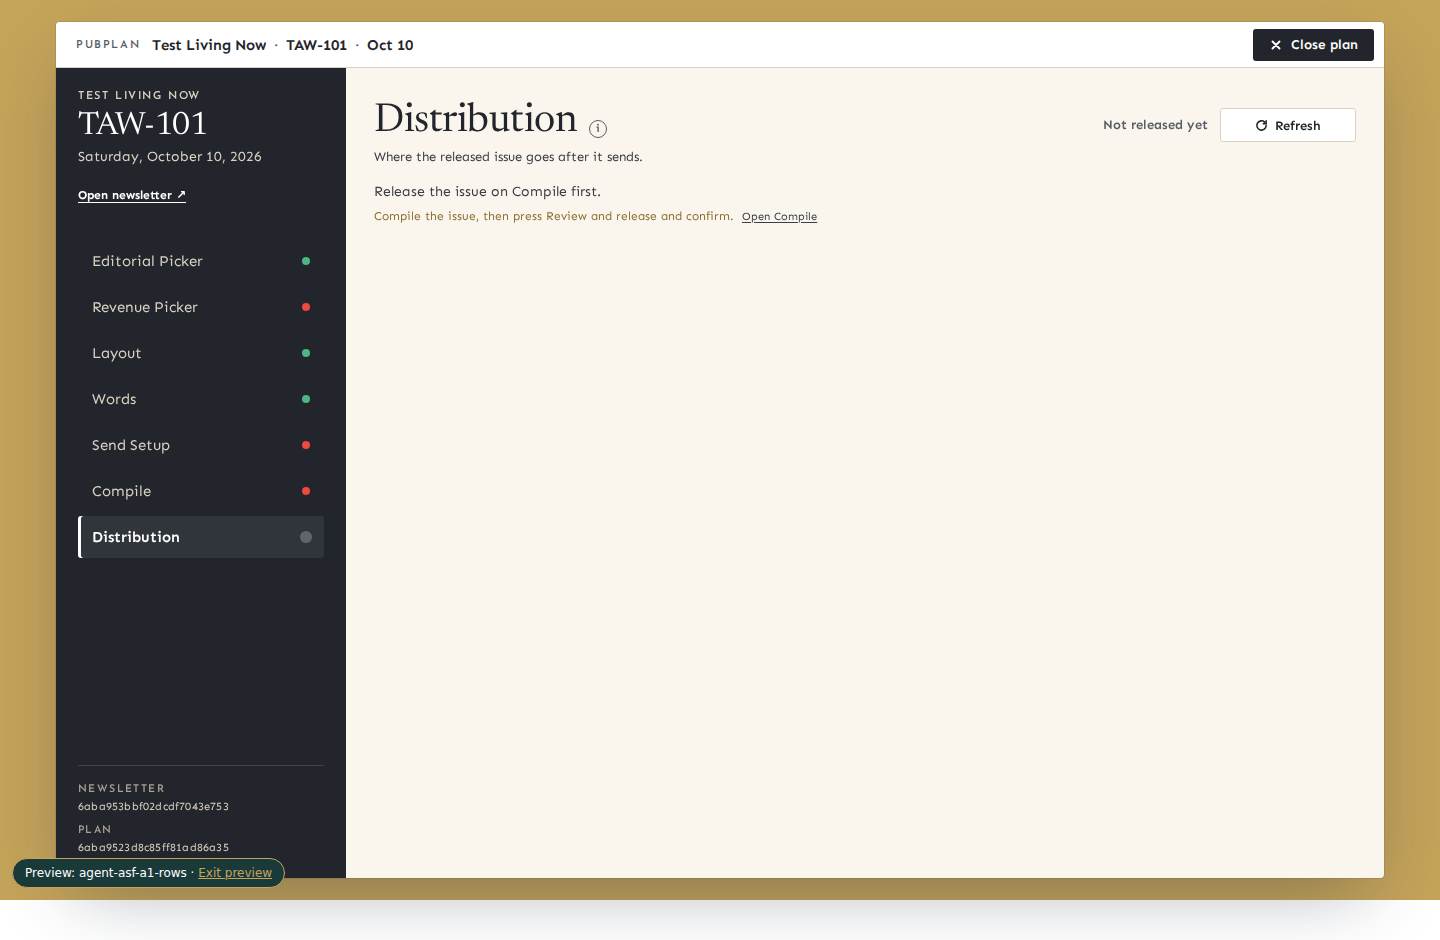 PUBPLAN Test Living Now · TAW-101 · Oct 10
Close plan
TEST LIVING NOW
TAW-101
Saturday, October 10, 2026
Open newsletter ↗
Editorial Picker
Revenue Picker
Layout
Words
Send Setup
Compile
Distribution
NEWSLETTER
6aba953bbf02dcdf7043e753
PLAN
6aba9523d8c85ff81ad86a35
Preview: agent-asf-a1-rows · Exit preview
Distribution i
Not released yet
Refresh
Where the released issue goes after it sends.
Release the issue on Compile first.
Compile the issue, then press Review and release and confirm. Open Compile